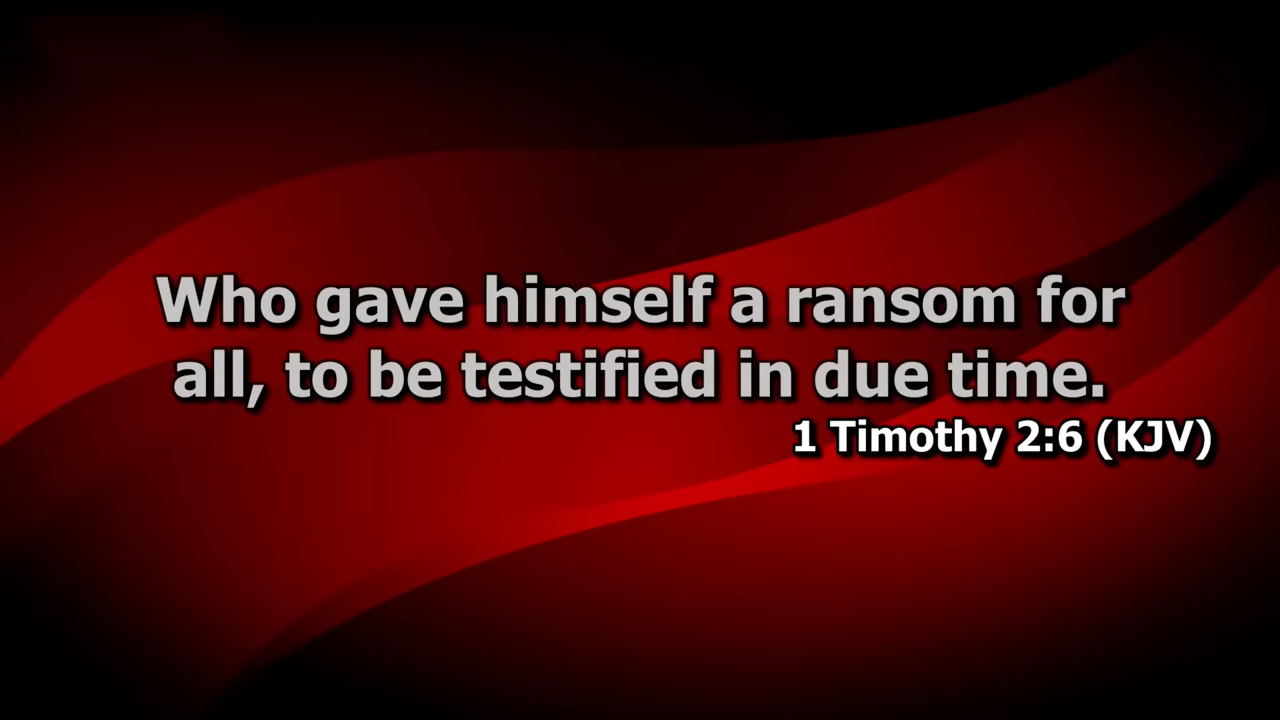 Who gave himself a ransom for
all, to be testified in due time.
1 Timothy 2:6 (KJV)